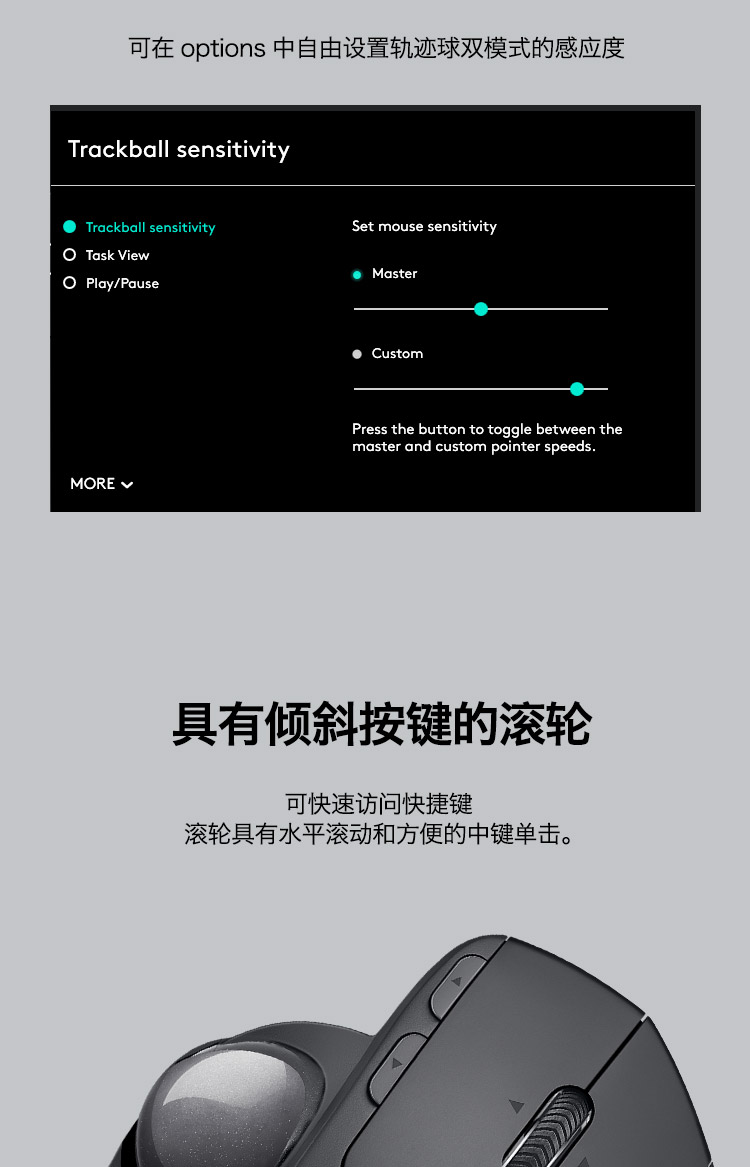 可在 options 中自由设置轨迹球双模式的感应度
Trackball sensitivity
Trackball sensitivity
Task View
Play/Pause
MORE
Set mouse sensitivity
Master
Custom
Press the button to toggle between the
master and custom pointer speeds.
具有倾斜按键的滚轮
可快速访问快捷键
滚轮具有水平滚动和方便的中键单击。